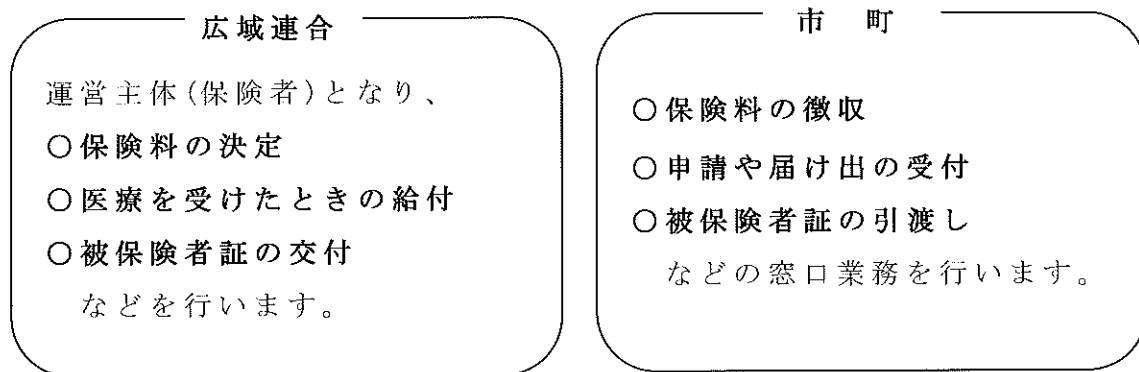 広域連合
運営主体(保険者)となり、
○保険料の決定
○医療を受けたときの給付
○被保険者証の交付
などを行います。
市 町
○保険料の徴収
○申請や届け出の受付
○被保険者証の引渡し
などの窓口業務を行います。